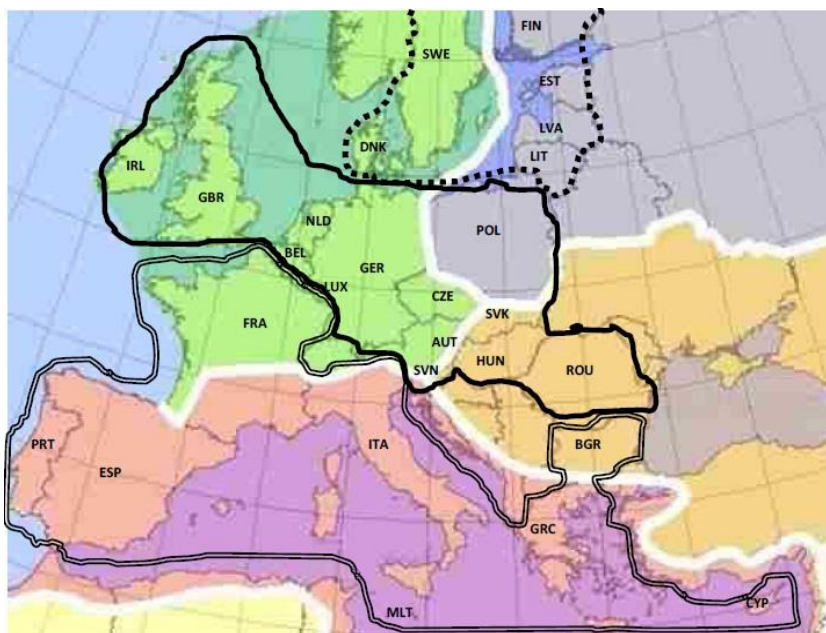 FIN
SWE
EST
LVA
DNK
LIT
IRL
GBR
NLD
POL
BEL
GER
LUX
CZE
SVK
FRA
AUT
HUN
SVN
ROU
PRT
ITA
BGR
ESP
GRC
CYP
MLT